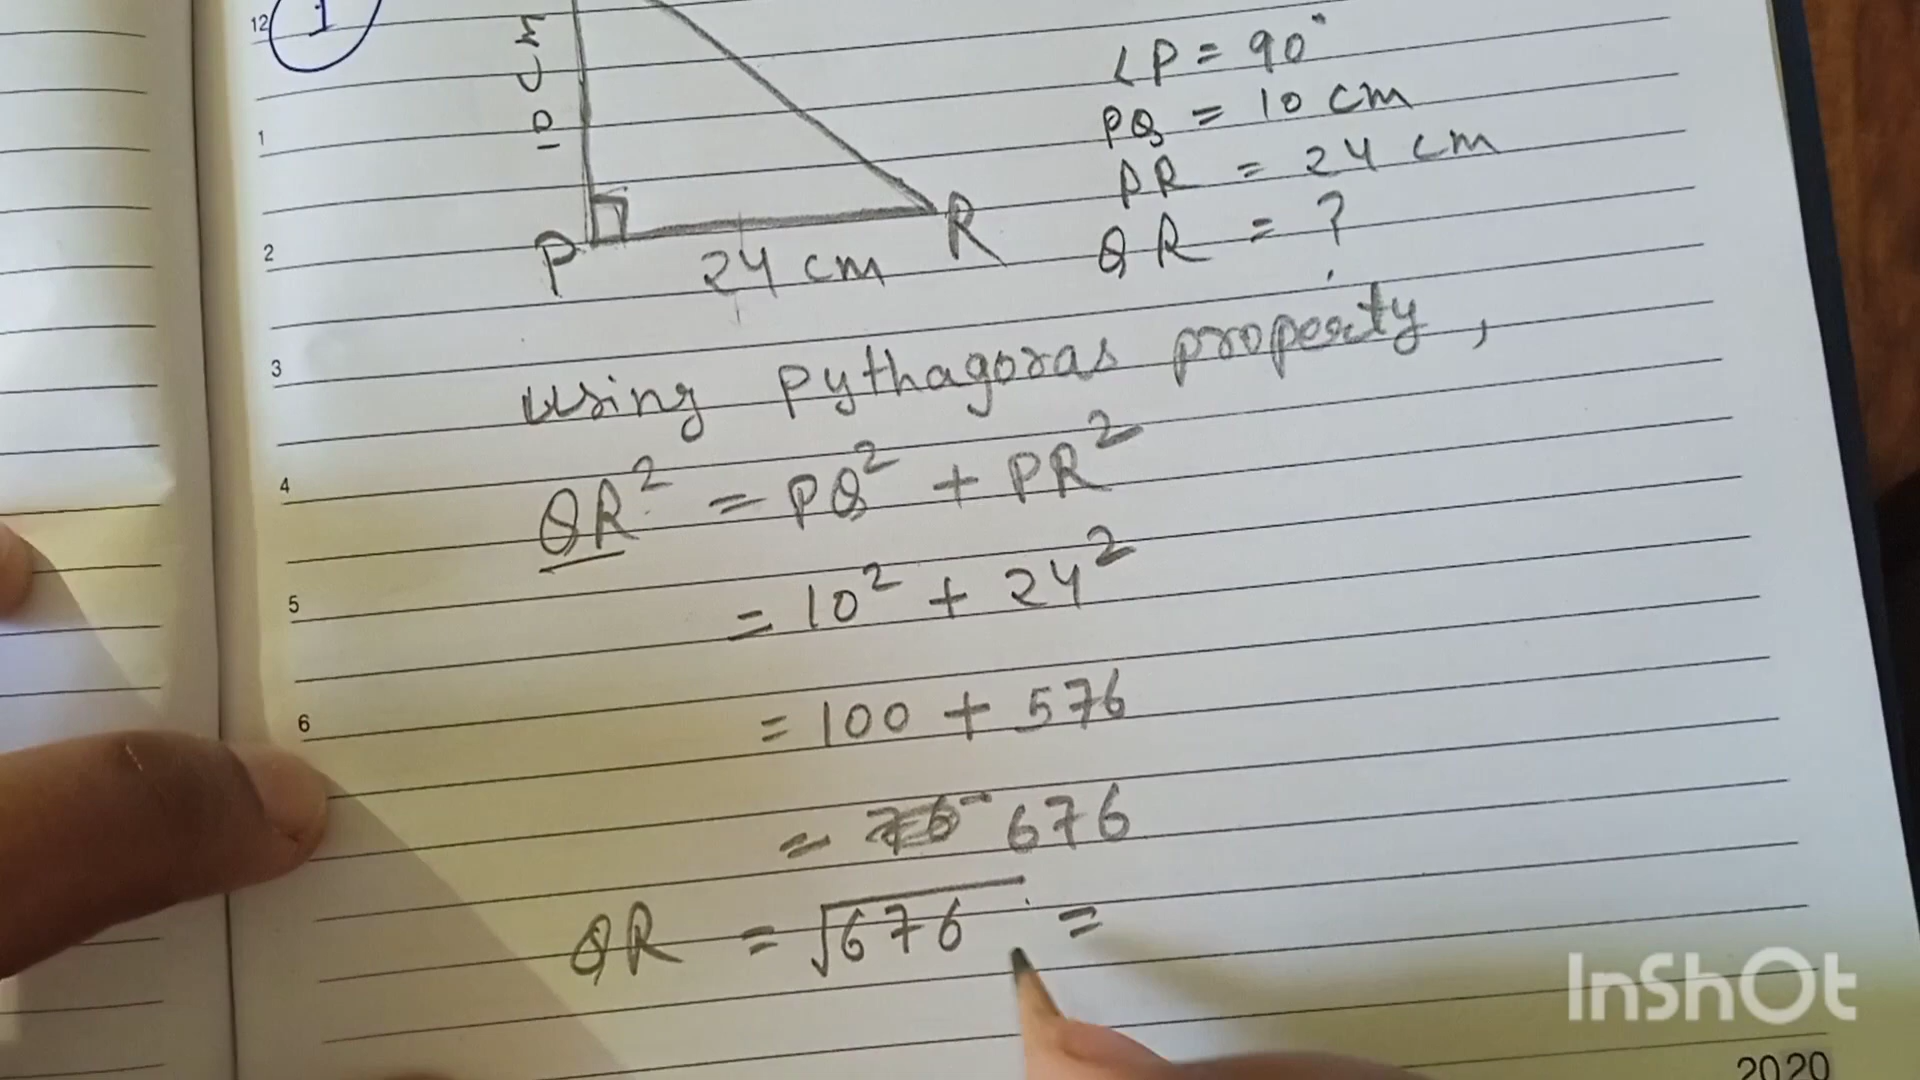 12
1
10 cm
P
R
24 cm
∠P = 90°
PQ = 10 cm
PR = 24 cm
QR = ?
1
2
3
4
5
6
Using Pythagoras property,
QR² = PQ² + PR²
= 10² + 24²
= 100 + 576
= 676
QR = √676 =
InShOt
2020